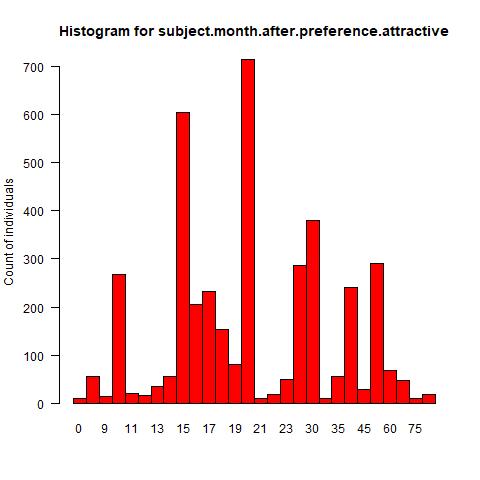 Histogram for subject.month.after.preference.attractive
Count of individuals
700
600
500
400
300
200
100
0
0 9 11 13 15 17 19 21 23 30 35 45 60 75